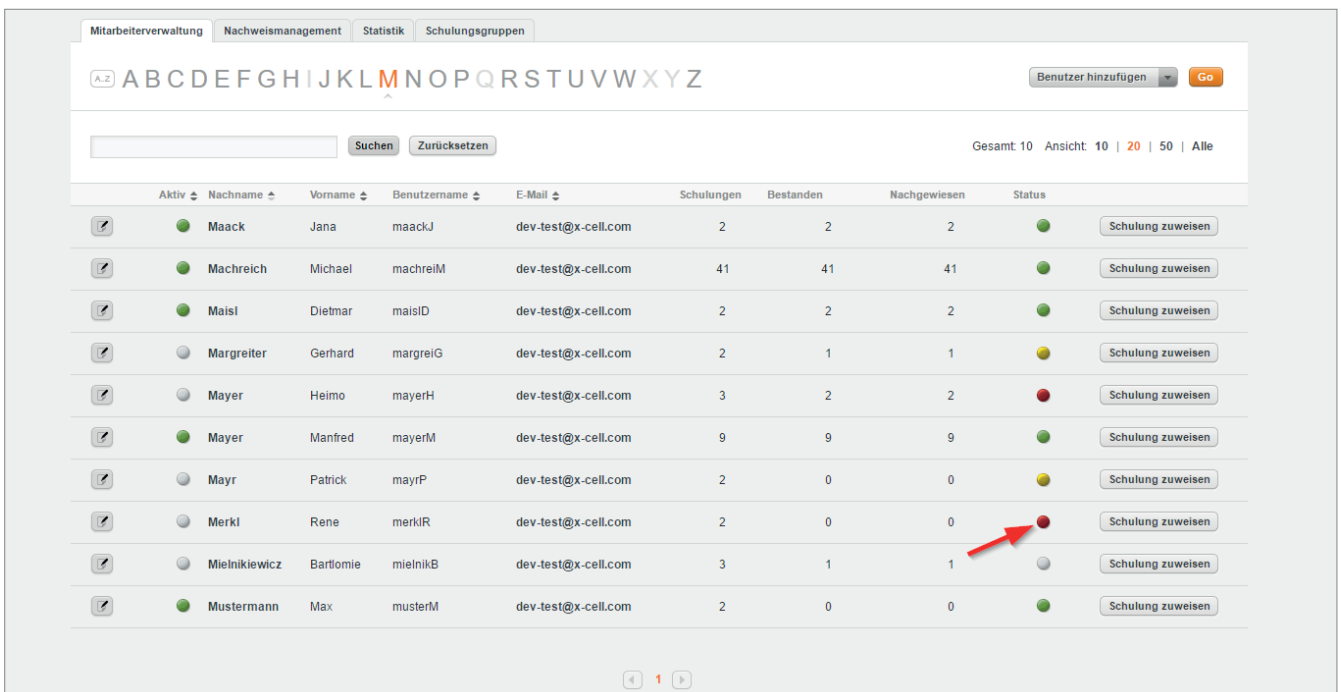 Mitarbeiterverwaltung Nachweismanagement Statistik Schulungsgruppen
A.Z A B C D E F G H I J K L M N O P Q R S T U V W X Y Z Benutzer hinzufügen Go
Suchen Zurücksetzen Gesamt: 10 Ansicht: 10 | 20 | 50 | Alle
Aktiv Nachname Vorname Benutzername E-Mail Schulungen Bestanden Nachgewiesen Status
Maack Jana maackJ dev-test@x-cell.com 2 2 2 Schulung zuweisen
Machreich Michael machreiM dev-test@x-cell.com 41 41 41 Schulung zuweisen
Maisl Dietmar maislD dev-test@x-cell.com 2 2 2 Schulung zuweisen
Margreiter Gerhard margreiG dev-test@x-cell.com 2 1 1 Schulung zuweisen
Mayer Heimo mayerH dev-test@x-cell.com 3 2 2 Schulung zuweisen
Mayer Manfred mayerM dev-test@x-cell.com 9 9 9 Schulung zuweisen
Mayr Patrick mayrP dev-test@x-cell.com 2 0 0 Schulung zuweisen
Merkl Rene merklR dev-test@x-cell.com 2 0 0 Schulung zuweisen
Mielnikiewicz Bartlomie mielnikB dev-test@x-cell.com 3 1 1 Schulung zuweisen
Mustermann Max musterM dev-test@x-cell.com 2 0 0 Schulung zuweisen
1